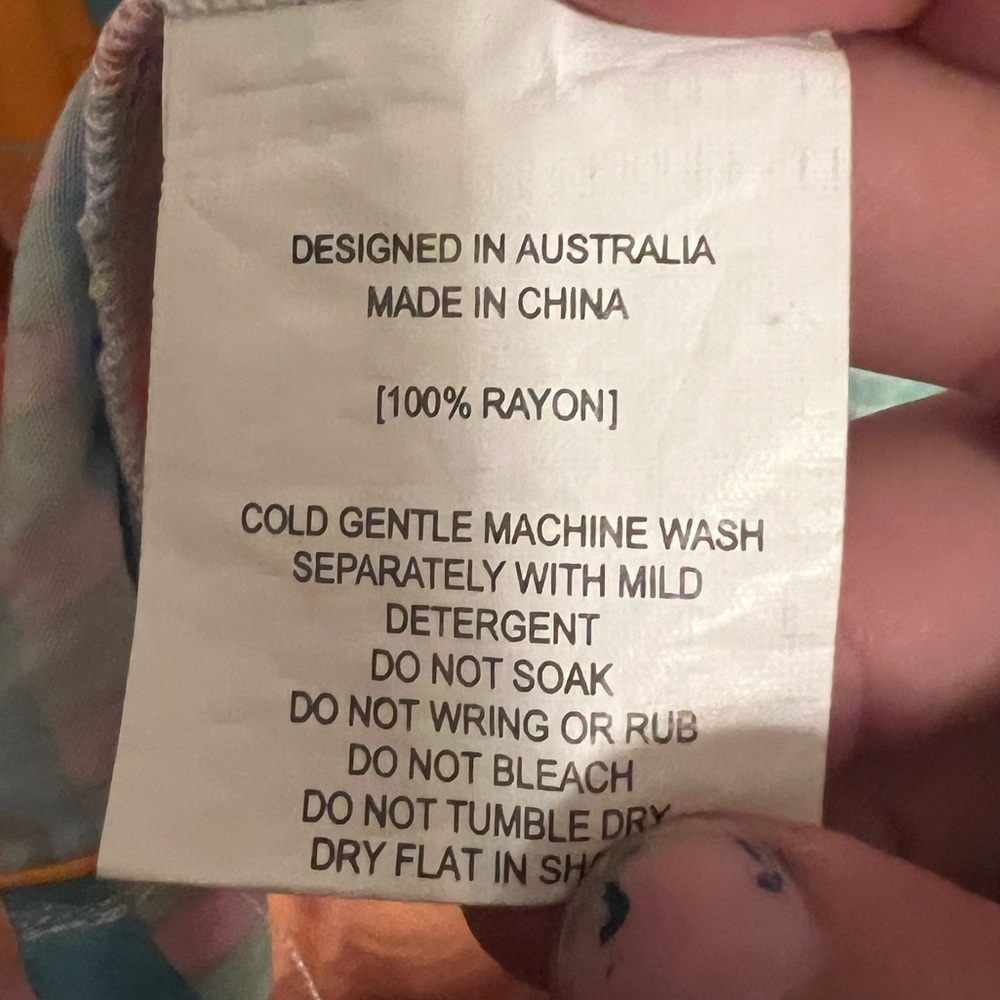 DESIGNED IN AUSTRALIA
MADE IN CHINA
[100% RAYON]
COLD GENTLE MACHINE WASH
SEPARATELY WITH MILD
DETERGENT
DO NOT SOAK
DO NOT WRING OR RUB
DO NOT BLEACH
DO NOT TUMBLE DRY
DRY FLAT IN